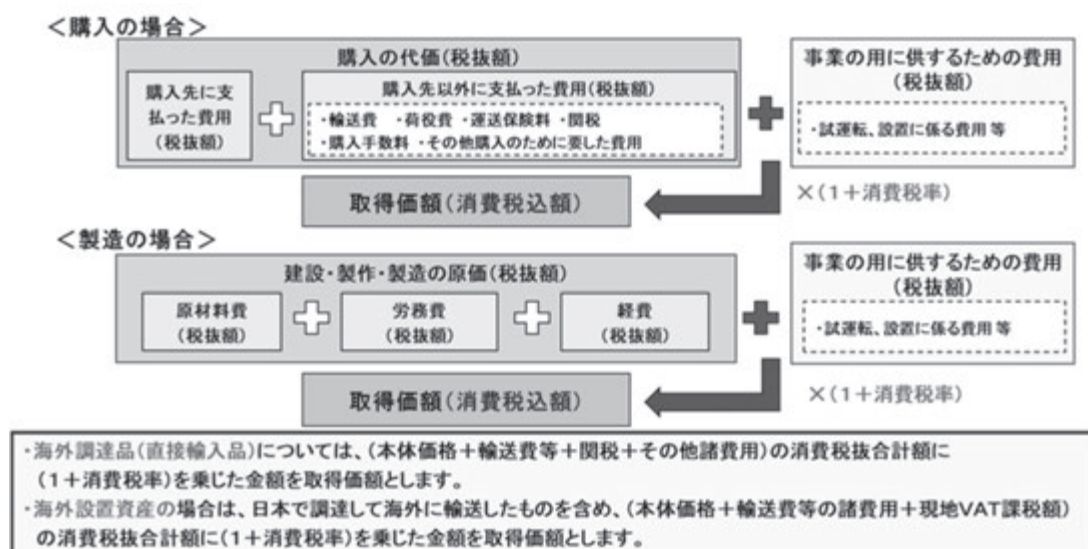 ＜購入の場合＞
購入の代価(税抜額)
購入先に支
払った費用
(税抜額)
購入先以外に支払った費用(税抜額)
・輸送費　・荷役費　・運送保険料　・関税
・購入手数料　・その他購入のために要した費用
事業の用に供するための費用
(税抜額)
・試運転、設置に係る費用 等
取得価額(消費税込額)
×(1＋消費税率)
＜製造の場合＞
建設・製作・製造の原価(税抜額)
原材料費
(税抜額)
労務費
(税抜額)
経費
(税抜額)
事業の用に供するための費用
(税抜額)
・試運転、設置に係る費用 等
取得価額(消費税込額)
×(1＋消費税率)
・海外調達品(直接輸入品)については、(本体価格＋輸送費等＋関税＋その他諸費用)の消費税抜合計額に
(1＋消費税率)を乗じた金額を取得価額とします。
・海外設置資産の場合は、日本で調達して海外に輸送したものを含め、(本体価格＋輸送費等の諸費用＋現地VAT課税額)
の消費税抜合計額に(1＋消費税率)を乗じた金額を取得価額とします。